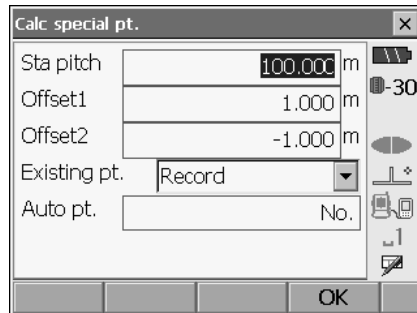 Calc special pt.
Sta pitch 100.000 m
Offset1 1.000 m
Offset2 -1.000 m
-30
Existing pt. Record
Auto pt. No.
1
OK